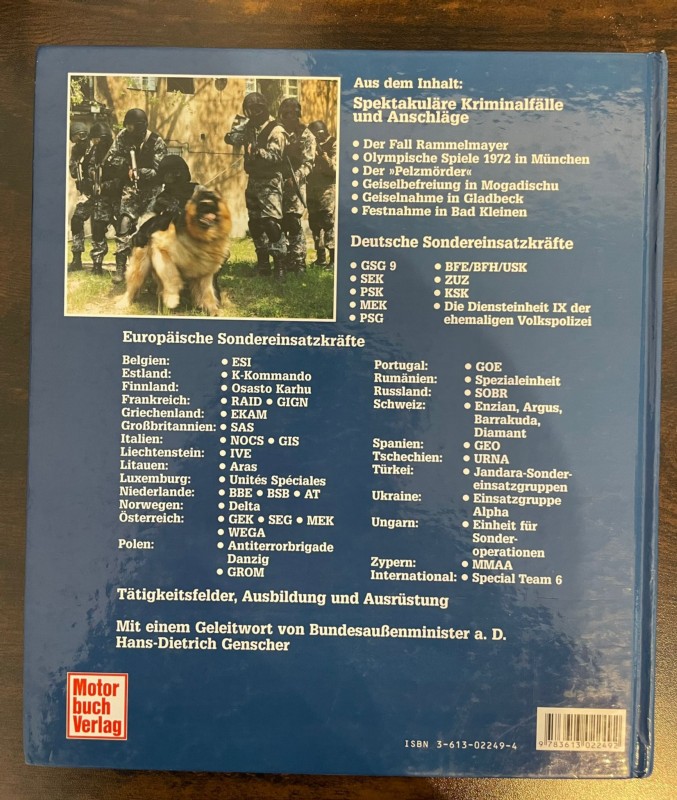 Aus dem Inhalt:
Spektakuläre Kriminalfälle
und Anschläge
• Der Fall Rammelmayer
• Olympische Spiele 1972 in München
• Der »Pelzmörder«
• Geiselbefreiung in Mogadischu
• Geiselnahme in Gladbeck
• Festnahme in Bad Kleinen
Deutsche Sondereinsatzkräfte
• GSG 9
• SEK
• PSK
• MEK
• PSG
• BFE/BFH/USK
• ZUZ
• KSK
• Die Diensteinheit IX der
ehemaligen Volkspolizei
Europäische Sondereinsatzkräfte
Belgien: • ESI
Estland: • K-Kommando
Finnland: • Osasto Karhu
Frankreich: • RAID • GIGN
Griechenland: • EKAM
Großbritannien: • SAS
Italien: • NOCS • GIS
Liechtenstein: • IVE
Litauen: • Aras
Luxemburg: • Unités Spéciales
Niederlande: • BBE • BSB • AT
Norwegen: • Delta
Österreich: • GEK • SEG • MEK
• WEGA
Polen: • Antiterrorbrigade
Danzig
• GROM
Portugal: • GOE
Rumänien: • Spezialeinheit
Russland: • SOBR
Schweiz: • Enzian, Argus,
Barrakuda,
Diamant
Spanien: • GEO
Tschechien: • URNA
Türkei: • Jandara-Sonder-
einsatzgruppen
Ukraine: • Einsatzgruppe
Alpha
Ungarn: • Einheit für
Sonder-
operationen
Zypern: • MMAA
International: • Special Team 6
Tätigkeitsfelder, Ausbildung und Ausrüstung
Mit einem Geleitwort von Bundesaußenminister a. D.
Hans-Dietrich Genscher
Motor
buch
Verlag
ISBN 3-613-02249-4
9 783613 022492